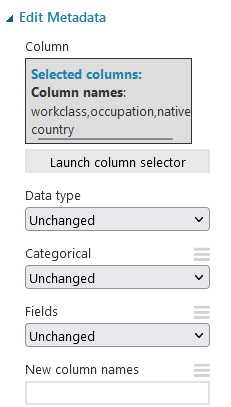 Edit Metadata
Column
Selected columns:
Column names:
workclass,occupation,native
country
Launch column selector
Data type
Unchanged
Categorical
Unchanged
Fields
Unchanged
New column names